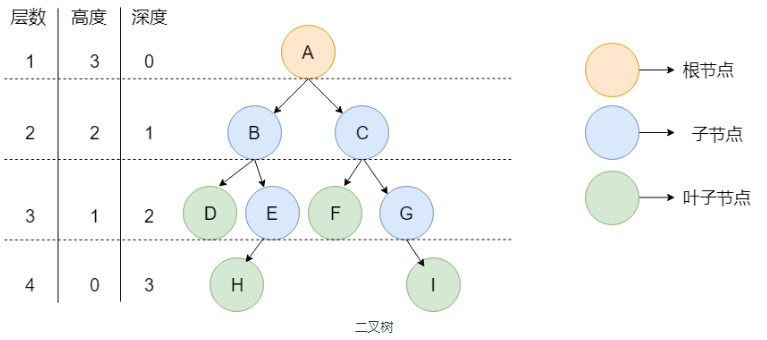 层数 高度 深度
1 3 0 A 根节点
2 2 1 B C 子节点
3 1 2 D E F G 叶子节点
4 0 3 H I
二叉树